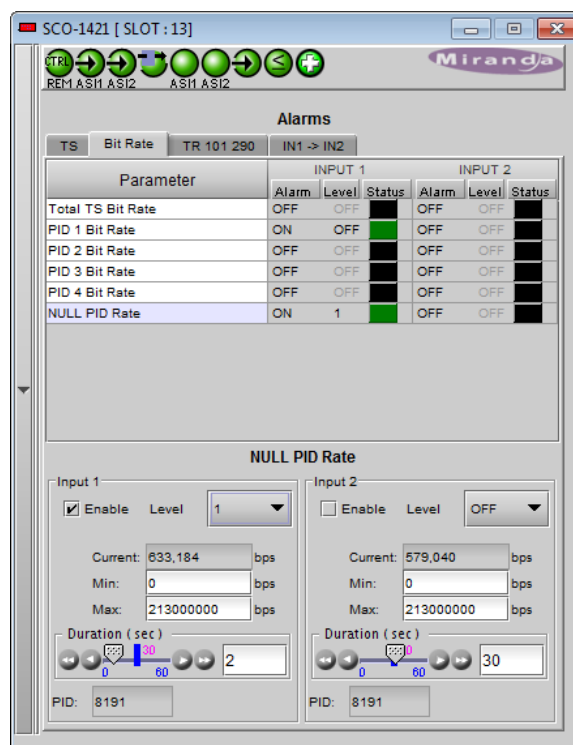 SCO-1421 [ SLOT : 13]
CTRL
REM ASI1 ASI2 ASI1 ASI2
Miranda
Alarms
TS Bit Rate TR 101 290 IN1 -> IN2
Parameter INPUT 1 INPUT 2
Alarm Level Status Alarm Level Status
Total TS Bit Rate OFF OFF OFF OFF
PID 1 Bit Rate ON OFF OFF OFF
PID 2 Bit Rate OFF OFF OFF OFF
PID 3 Bit Rate OFF OFF OFF OFF
PID 4 Bit Rate OFF OFF OFF OFF
NULL PID Rate ON 1 OFF OFF
NULL PID Rate
Input 1
Enable Level 1
Current: 633,184 bps
Min: 0 bps
Max: 213000000 bps
Duration ( sec )
30
0 60
2
PID: 8191
Input 2
Enable Level OFF
Current: 579,040 bps
Min: 0 bps
Max: 213000000 bps
Duration ( sec )
0 60
30
PID: 8191